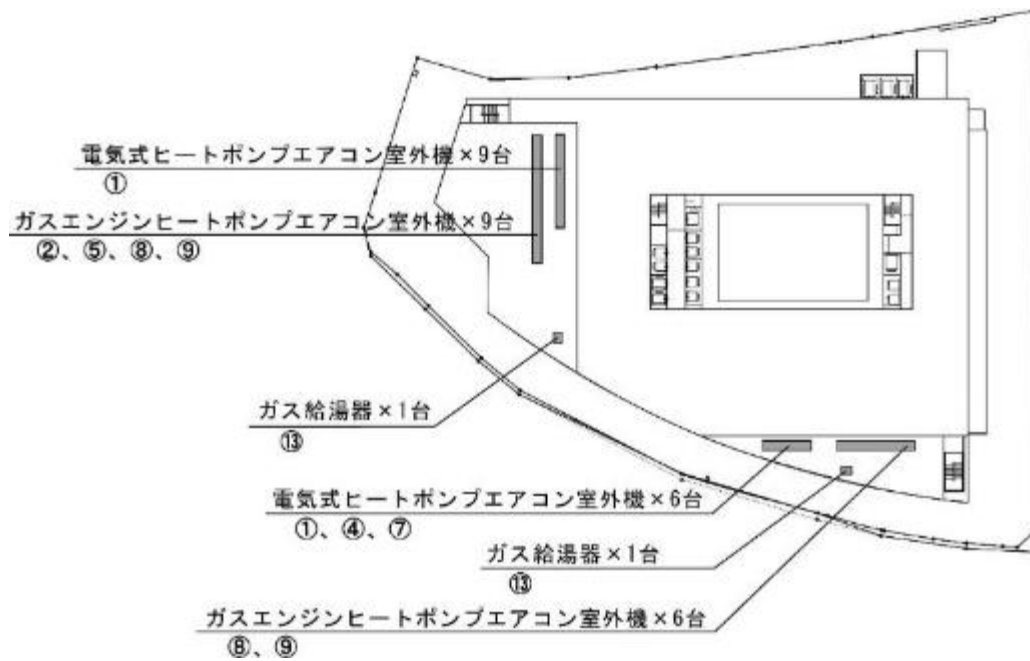 電気式ヒートポンプエアコン室外機×9台
①
ガスエンジンヒートポンプエアコン室外機×9台
②、⑤、⑧、⑨
ガス給湯器×1台
⑬
電気式ヒートポンプエアコン室外機×6台
①、④、⑦
ガス給湯器×1台
⑬
ガスエンジンヒートポンプエアコン室外機×6台
⑧、⑨